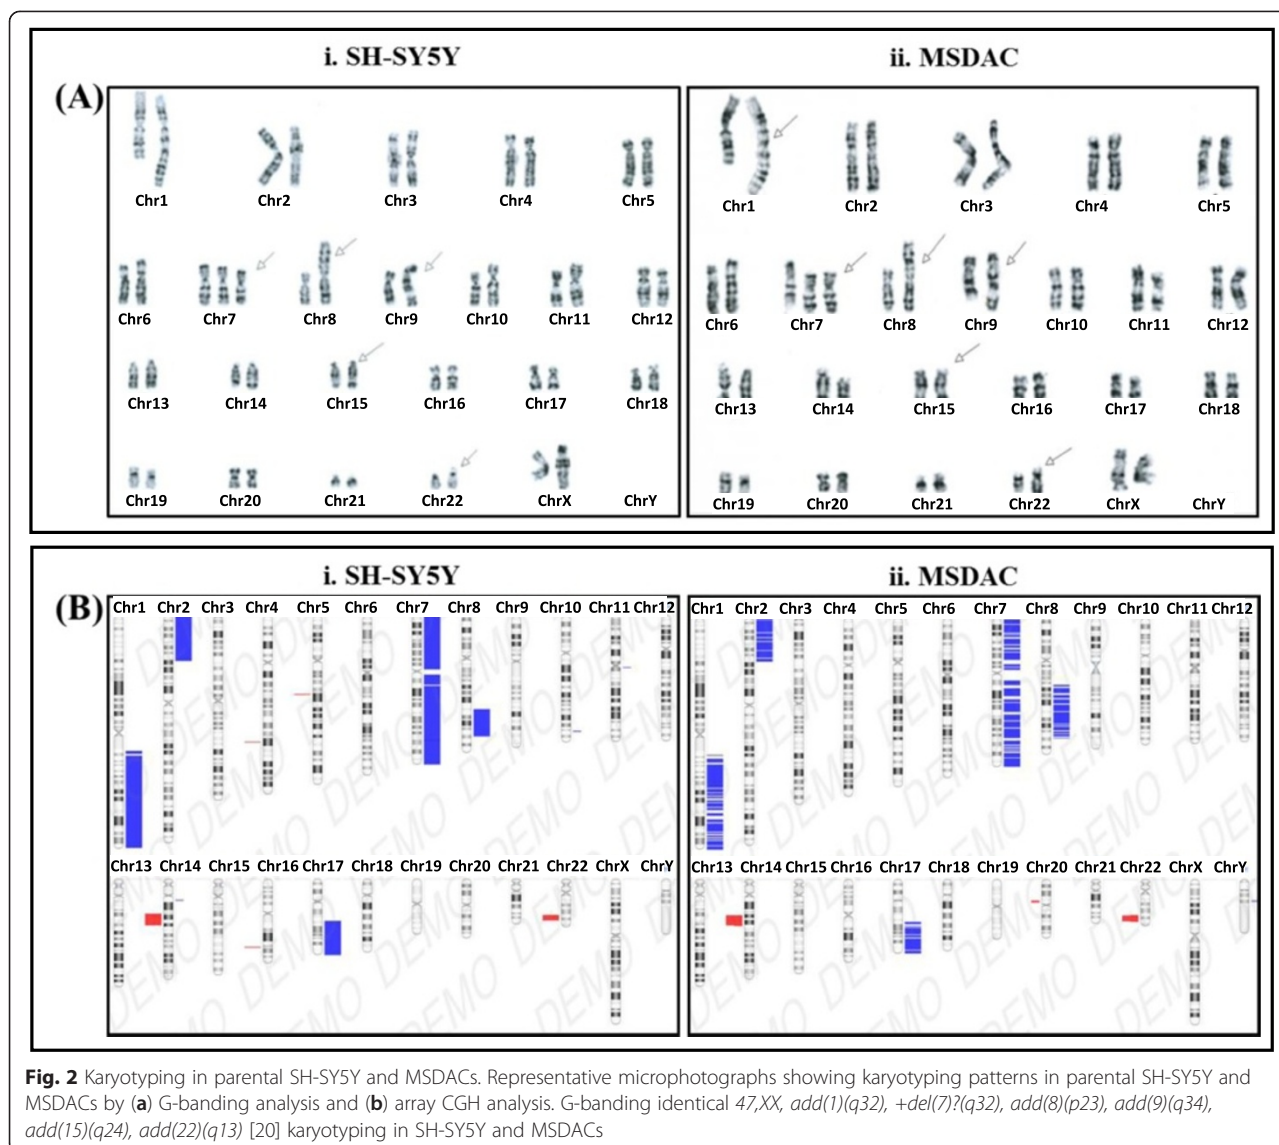 i. SH-SY5Y
ii. MSDAC
(A)
Chr1 Chr2 Chr3 Chr4 Chr5
Chr6 Chr7 Chr8 Chr9 Chr10 Chr11 Chr12
Chr13 Chr14 Chr15 Chr16 Chr17 Chr18
Chr19 Chr20 Chr21 Chr22 ChrX ChrY
Chr1 Chr2 Chr3 Chr4 Chr5
Chr6 Chr7 Chr8 Chr9 Chr10 Chr11 Chr12
Chr13 Chr14 Chr15 Chr16 Chr17 Chr18
Chr19 Chr20 Chr21 Chr22 ChrX ChrY
i. SH-SY5Y
ii. MSDAC
(B)
Chr1 Chr2 Chr3 Chr4 Chr5 Chr6 Chr7 Chr8 Chr9 Chr10 Chr11 Chr12
Chr13 Chr14 Chr15 Chr16 Chr17 Chr18 Chr19 Chr20 Chr21 Chr22 ChrX ChrY
Chr1 Chr2 Chr3 Chr4 Chr5 Chr6 Chr7 Chr8 Chr9 Chr10 Chr11 Chr12
Chr13 Chr14 Chr15 Chr16 Chr17 Chr18 Chr19 Chr20 Chr21 Chr22 ChrX ChrY
Fig. 2 Karyotyping in parental SH-SY5Y and MSDACs. Representative microphotographs showing karyotyping patterns in parental SH-SY5Y and
MSDACs by (a) G-banding analysis and (b) array CGH analysis. G-banding identical 47,XX, add(1)(q32), +del(7)?(q32), add(8)(p23), add(9)(q34),
add(15)(q24), add(22)(q13) [20] karyotyping in SH-SY5Y and MSDACs